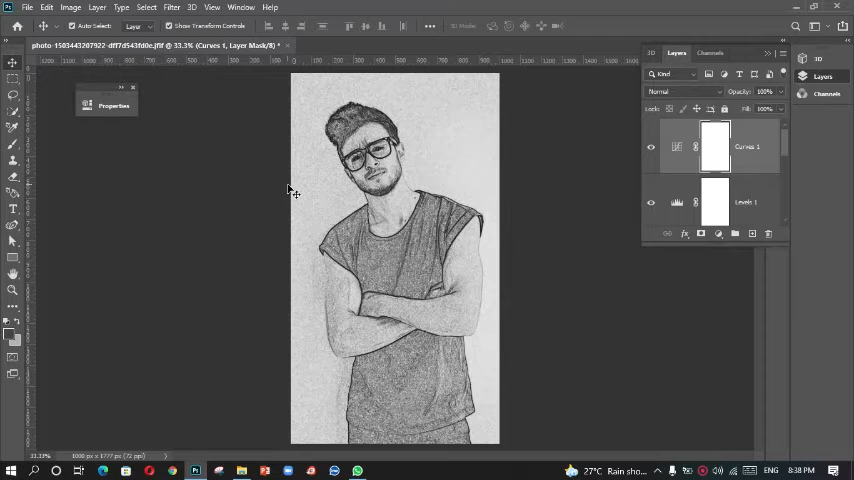 File Edit Image Layer Type Select Filter 3D View Window Help
Auto-Select: Layer Show Transform Controls 3D Mode:
photo-1503443207922-dff7d543fd0e.jfif @ 33.3% (Curves 1, Layer Mask/8) *
Properties
3D Layers Channels
Kind
Normal Opacity: 100%
Lock: Fill: 100%
Curves 1
Levels 1
3D
Layers
Channels
33.33% 1000 px x 1777 px (72 ppi)
27°C Rain sho... ENG 8:38 PM